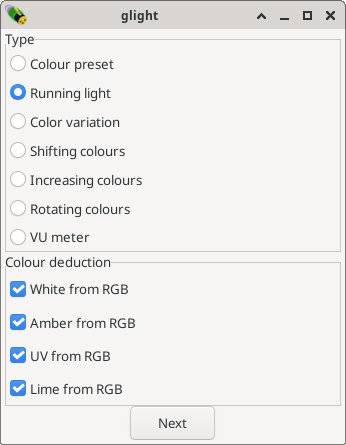 glight
Type
Colour preset
Running light
Color variation
Shifting colours
Increasing colours
Rotating colours
VU meter
Colour deduction
White from RGB
Amber from RGB
UV from RGB
Lime from RGB
Next